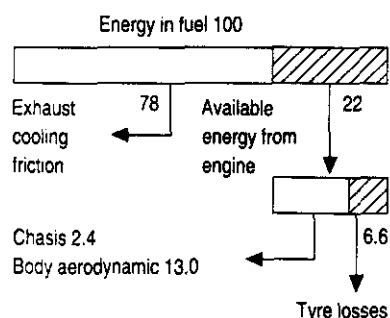 Energy in fuel 100
Exhaust
cooling
friction
78
Available
energy from
engine
22
Chasis 2.4
Body aerodynamic 13.0
6.6
Tyre losses